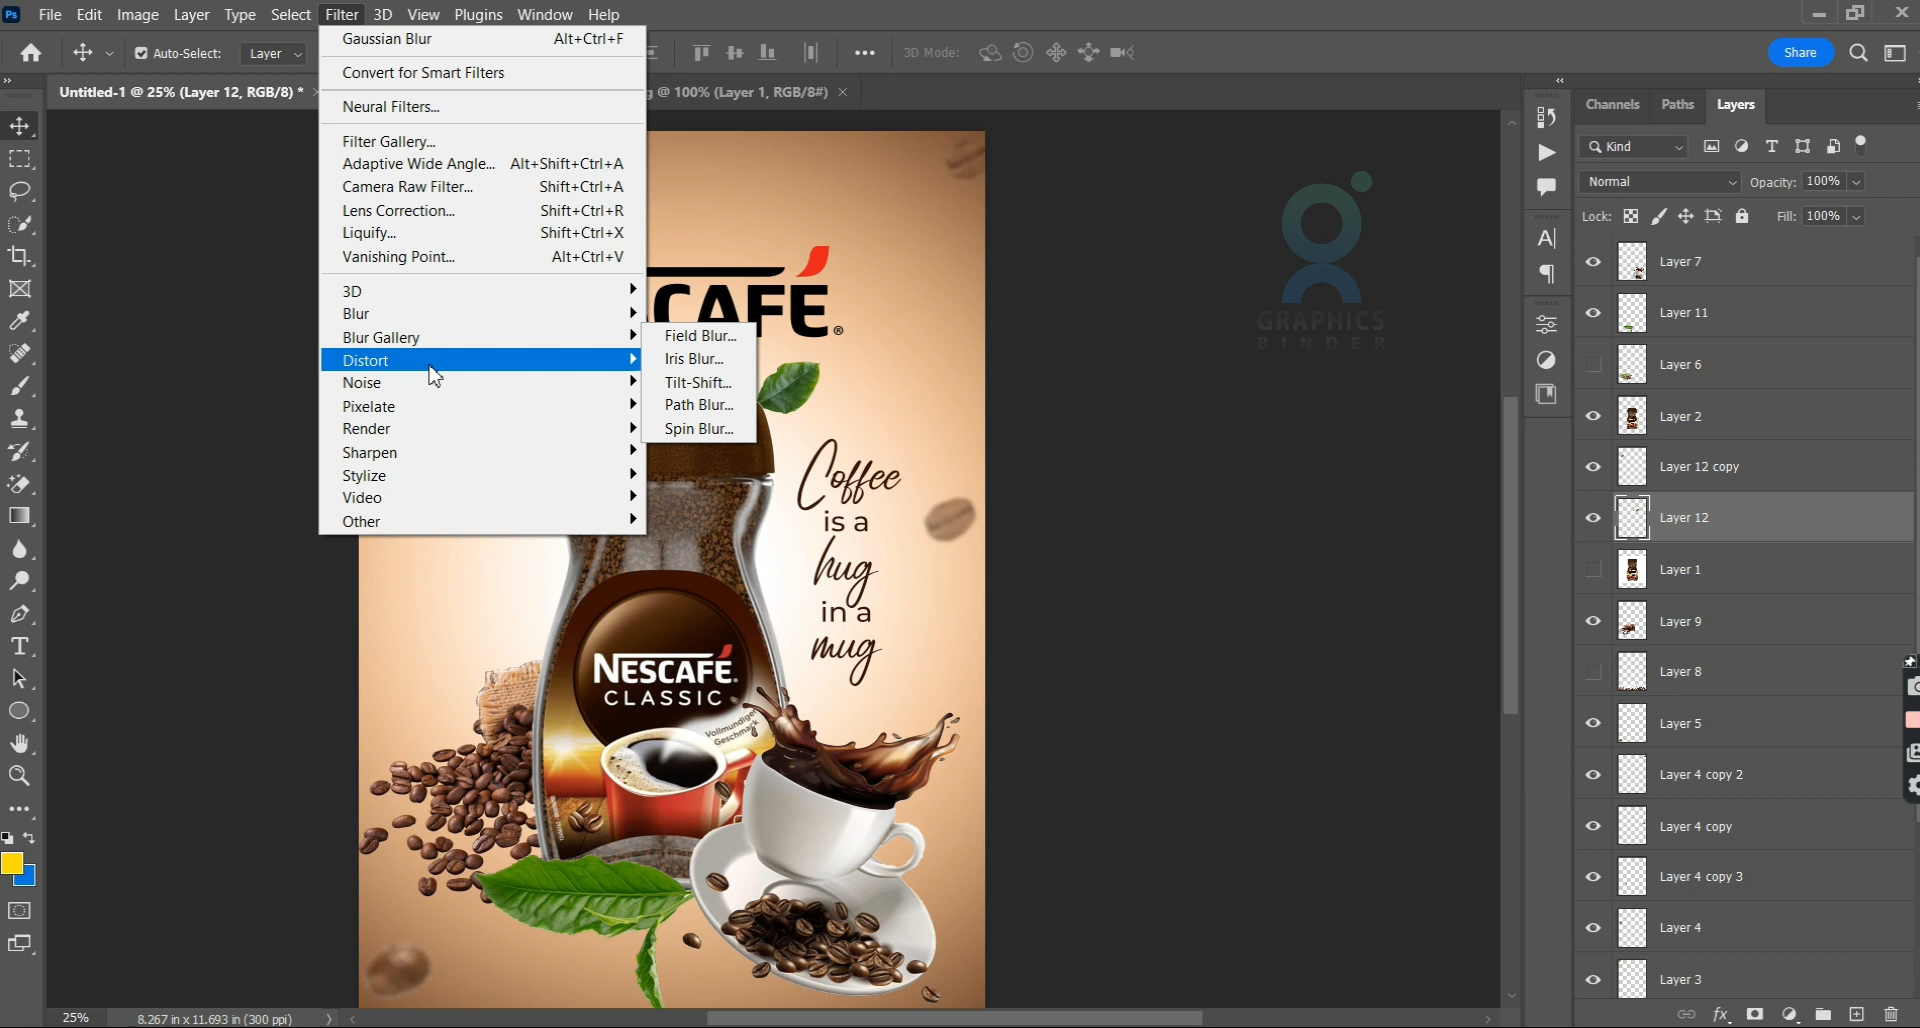 Ps File Edit Image Layer Type Select Filter 3D View Plugins Window Help
Auto-Select: Layer
3D Mode:
Share
Untitled-1 @ 25% (Layer 12, RGB/8) *
g @ 100% (Layer 1, RGB/8#)
Gaussian Blur Alt+Ctrl+F
Convert for Smart Filters
Neural Filters...
Filter Gallery...
Adaptive Wide Angle... Alt+Shift+Ctrl+A
Camera Raw Filter... Shift+Ctrl+A
Lens Correction... Shift+Ctrl+R
Liquify... Shift+Ctrl+X
Vanishing Point... Alt+Ctrl+V
3D
Blur
Blur Gallery
Distort
Noise
Pixelate
Render
Sharpen
Stylize
Video
Other
Field Blur...
Iris Blur...
Tilt-Shift...
Path Blur...
Spin Blur...
CAFÉ®
Coffee
is a
hug
in a
mug
NESCAFÉ.
CLASSIC
Vollmundiger
Geschmack
GRAPHICS
BINDER
Channels Paths Layers
Kind
Normal Opacity: 100%
Lock: Fill: 100%
Layer 7
Layer 11
Layer 6
Layer 2
Layer 12 copy
Layer 12
Layer 1
Layer 9
Layer 8
Layer 5
Layer 4 copy 2
Layer 4 copy
Layer 4 copy 3
Layer 4
Layer 3
25% 8.267 in x 11.693 in (300 ppi)